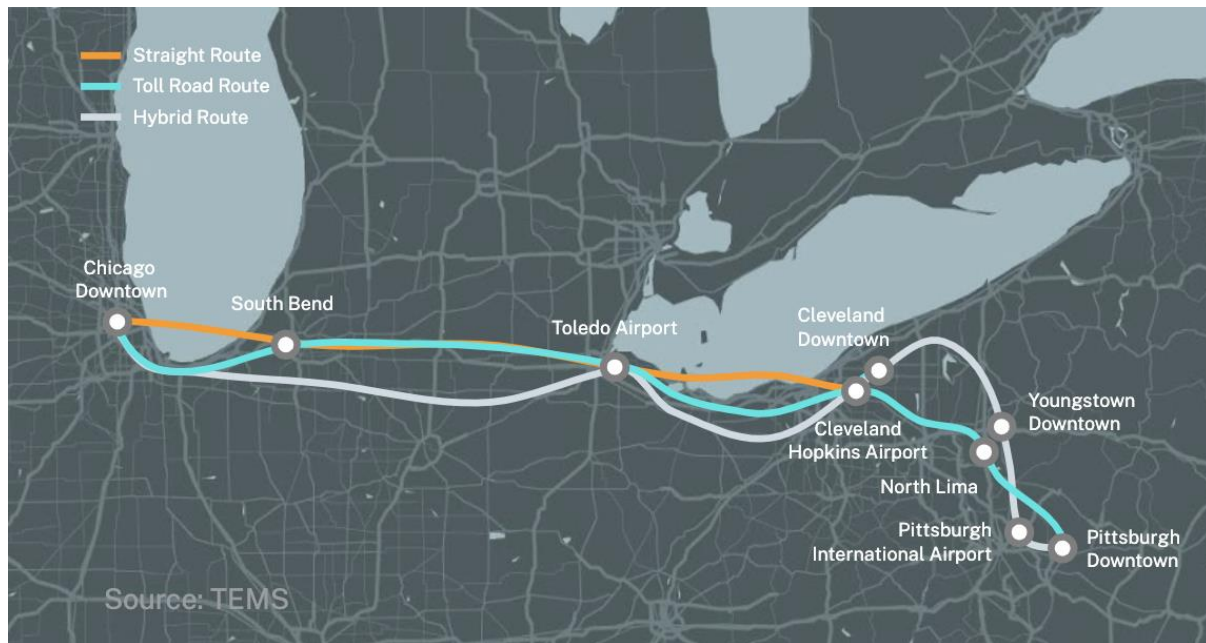 Straight Route
Toll Road Route
Hybrid Route
Chicago
Downtown
South Bend
Toledo Airport
Cleveland
Downtown
Youngstown
Downtown
Cleveland
Hopkins Airport
North Lima
Pittsburgh
International Airport
Pittsburgh
Downtown
Source: TEMS